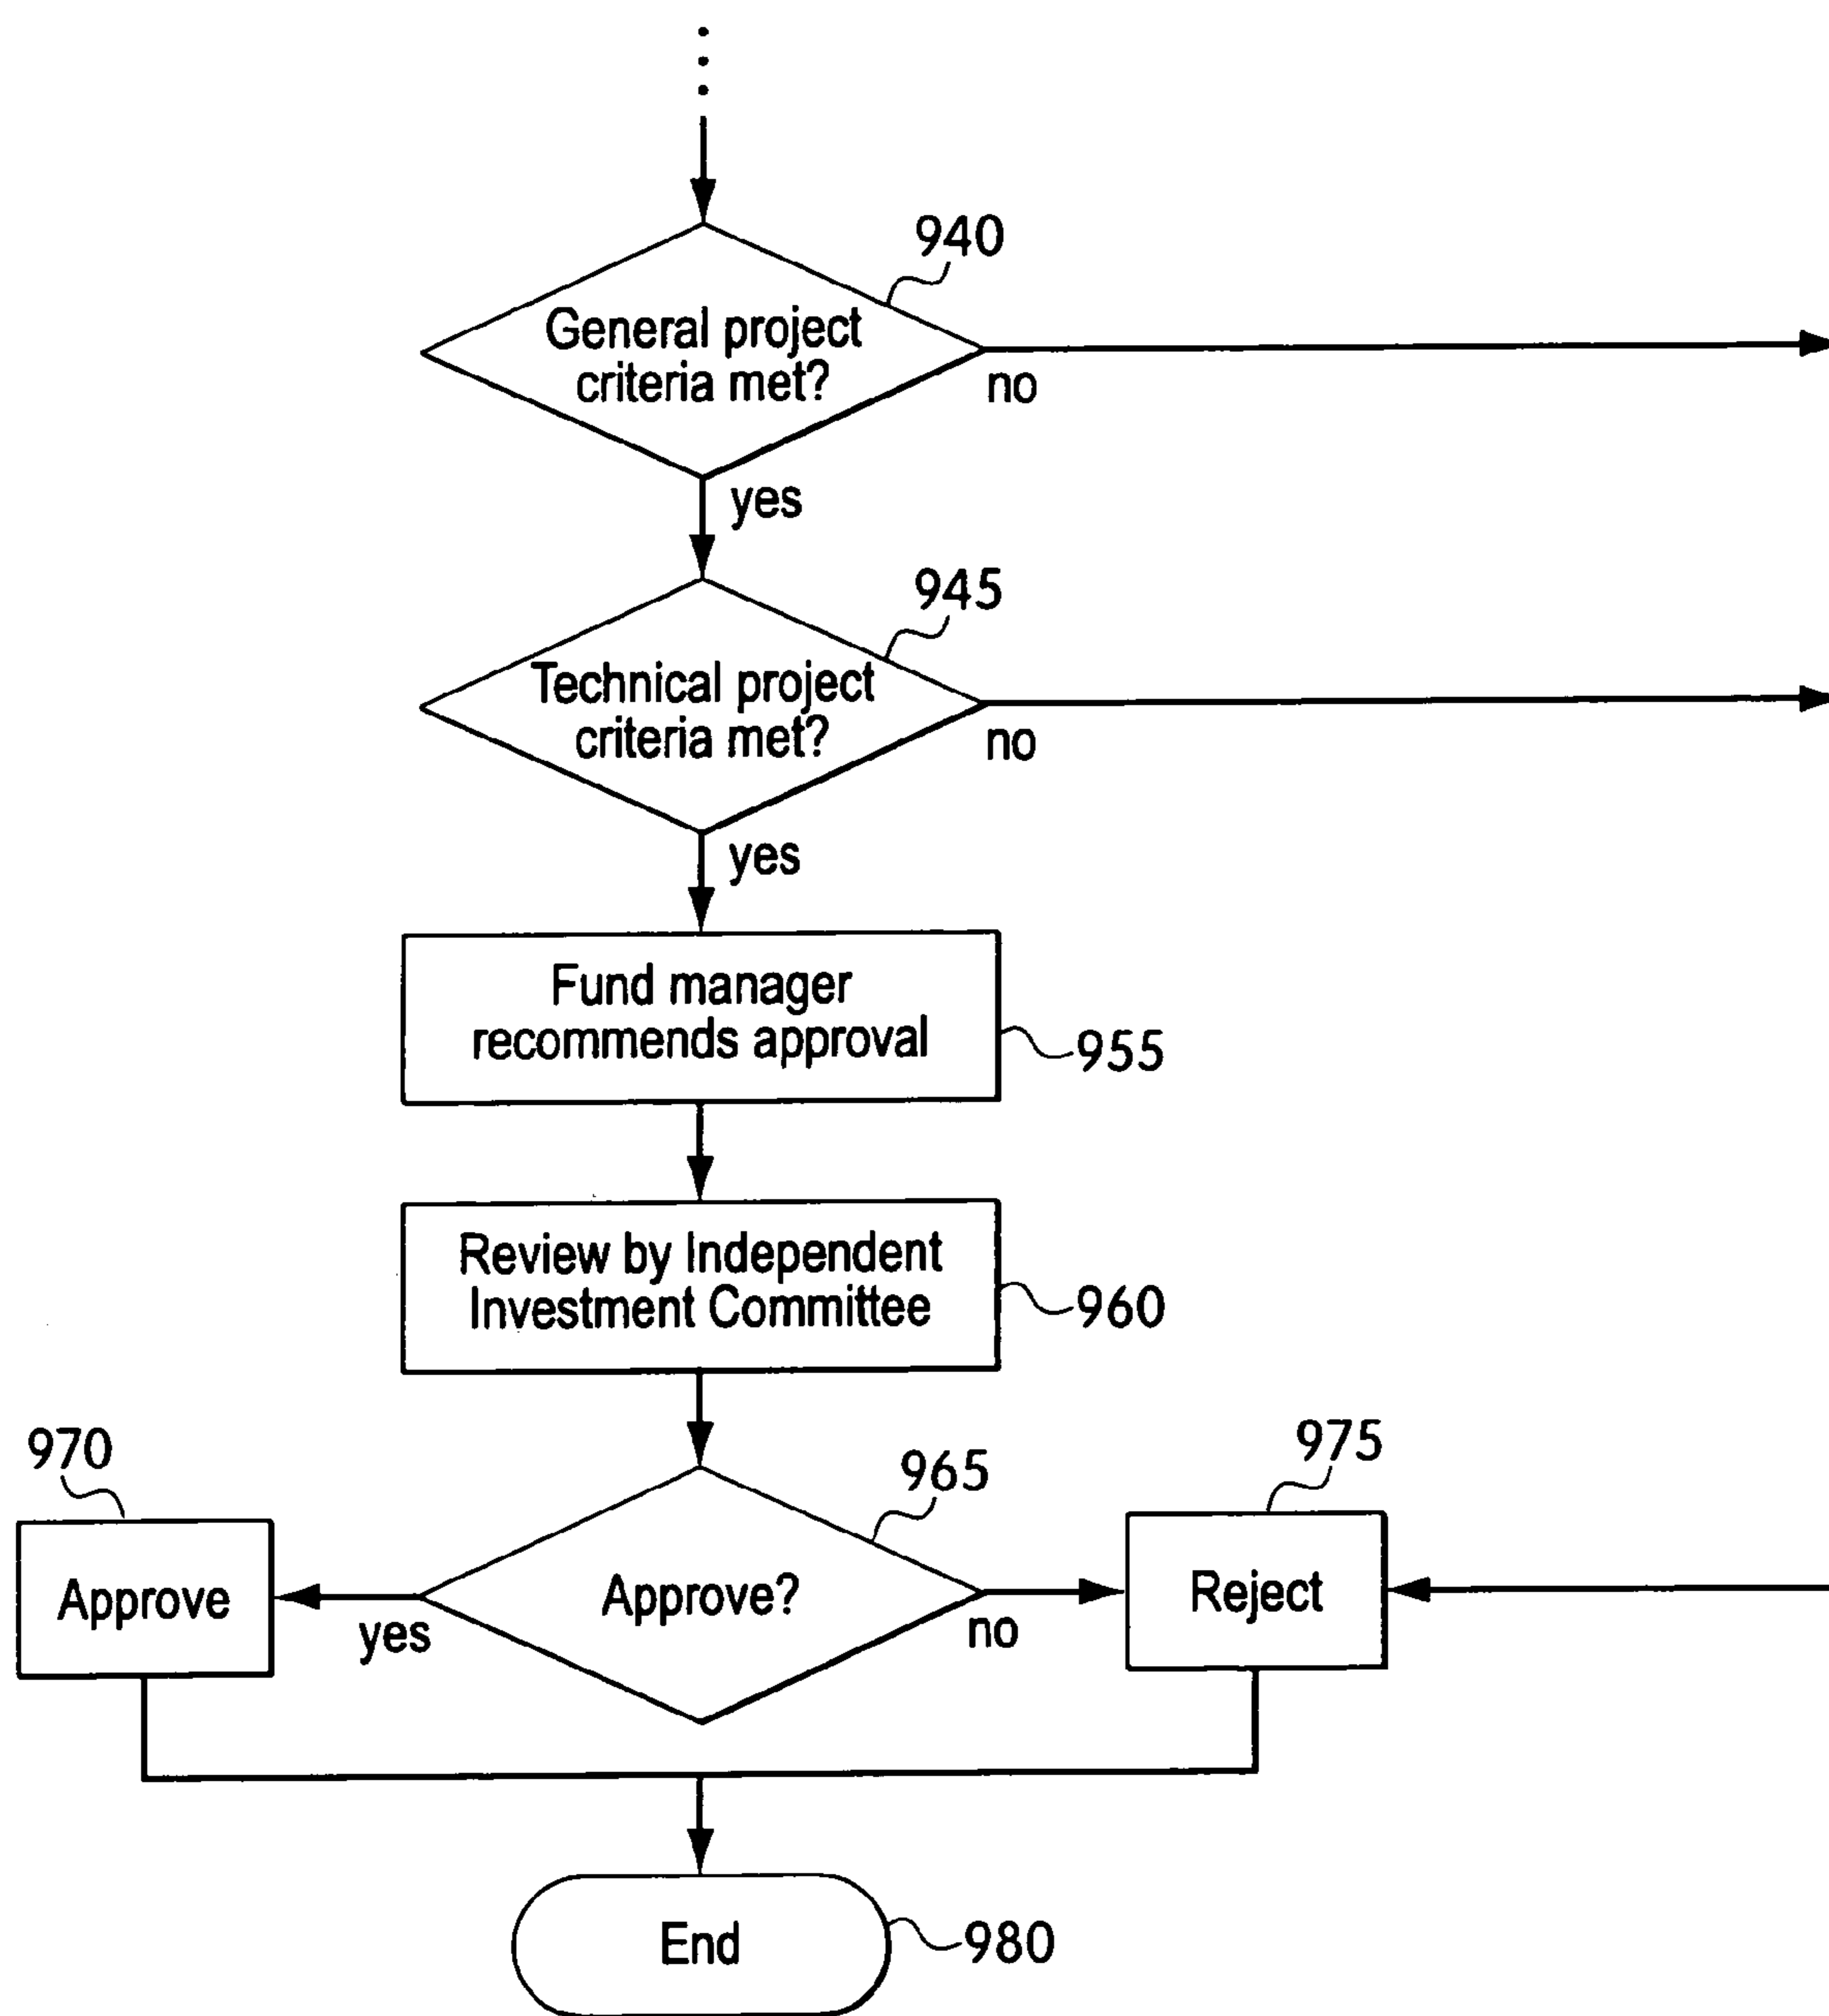 940
General project
criteria met?
no
yes
945
Technical project
criteria met?
no
yes
Fund manager
recommends approval
955
Review by Independent
Investment Committee
960
970
965
975
Approve
yes
Approve?
no
Reject
End
980